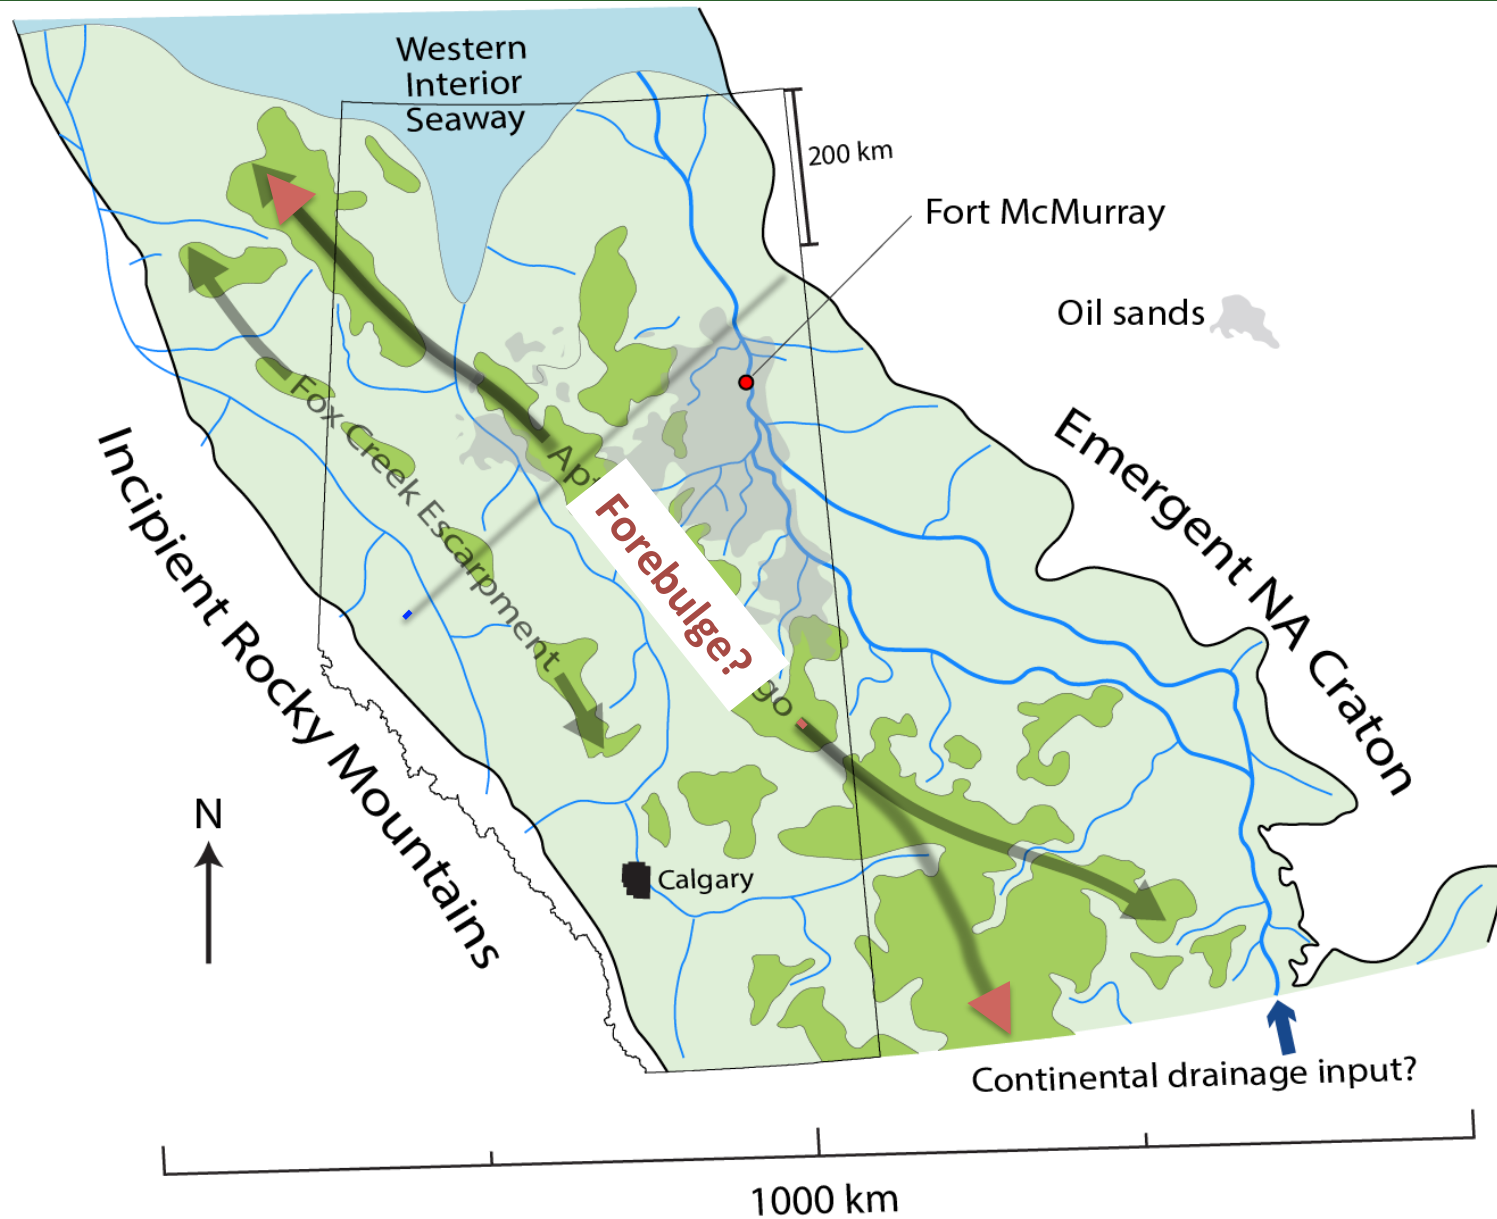 Western
Interior
Seaway
200 km
Fort McMurray
Oil sands
Fox Creek Escarpment
Forebulge?
Incipient Rocky Mountains
Emergent NA Craton
N
Calgary
Continental drainage input?
1000 km